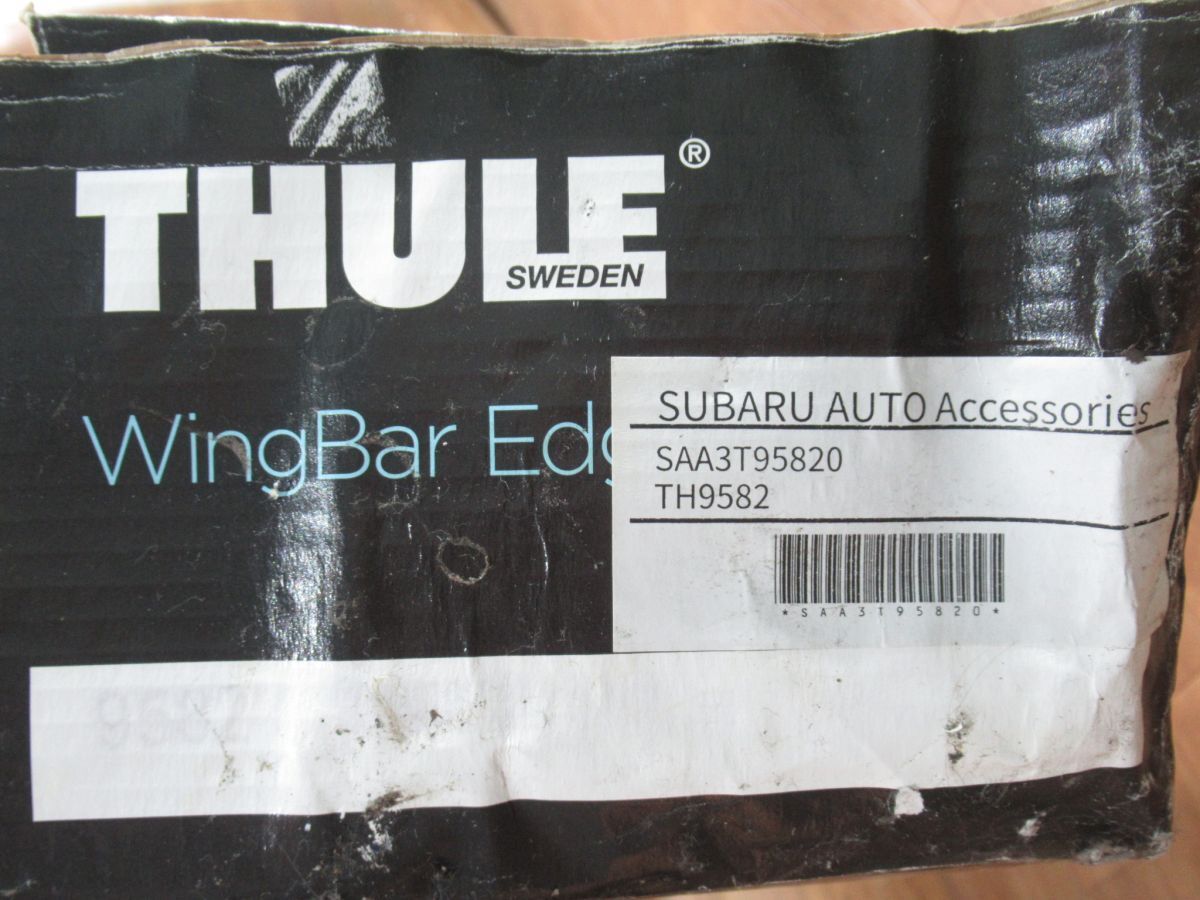 THULE®
SWEDEN
WingBar Edg
SUBARU AUTO Accessories
SAA3T95820
TH9582
*SAA3T95820*